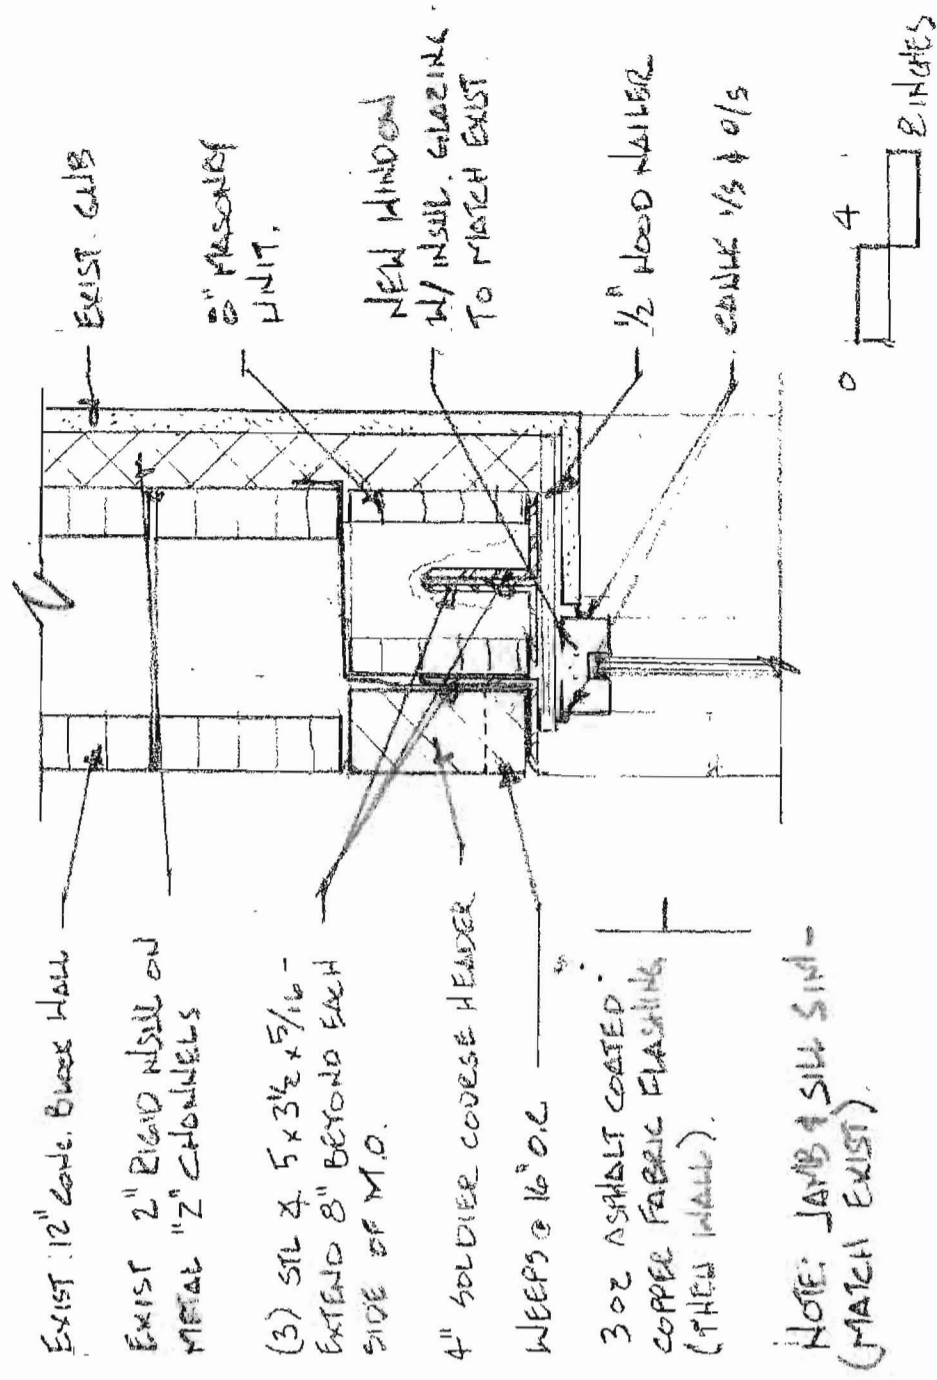 EXIST. 12" CONC. BLOCK WALL
EXIST 2" RIGID INSUL ON
METAL "Z" CHANNELS
(3) STL ∡ 5 x 3½ x 5/16 -
EXTEND 8" BEYOND EACH
SIDE OF M.O.
4" SOLDIER COURSE HEADER
WEEPS @ 16" O.C.
3 OZ ASPHALT COATED
COPPER FABRIC FLASHING
(THRU WALL).
NOTE: JAMB & SILL SIM -
(MATCH EXIST)
EXIST. GWB
8" MASONRY
UNIT.
NEW WINDOW
W/ INSUL. GLAZING
TO MATCH EXIST.
½" WOOD NAILER
CAULK I/S & O/S
0 4 8 INCHES